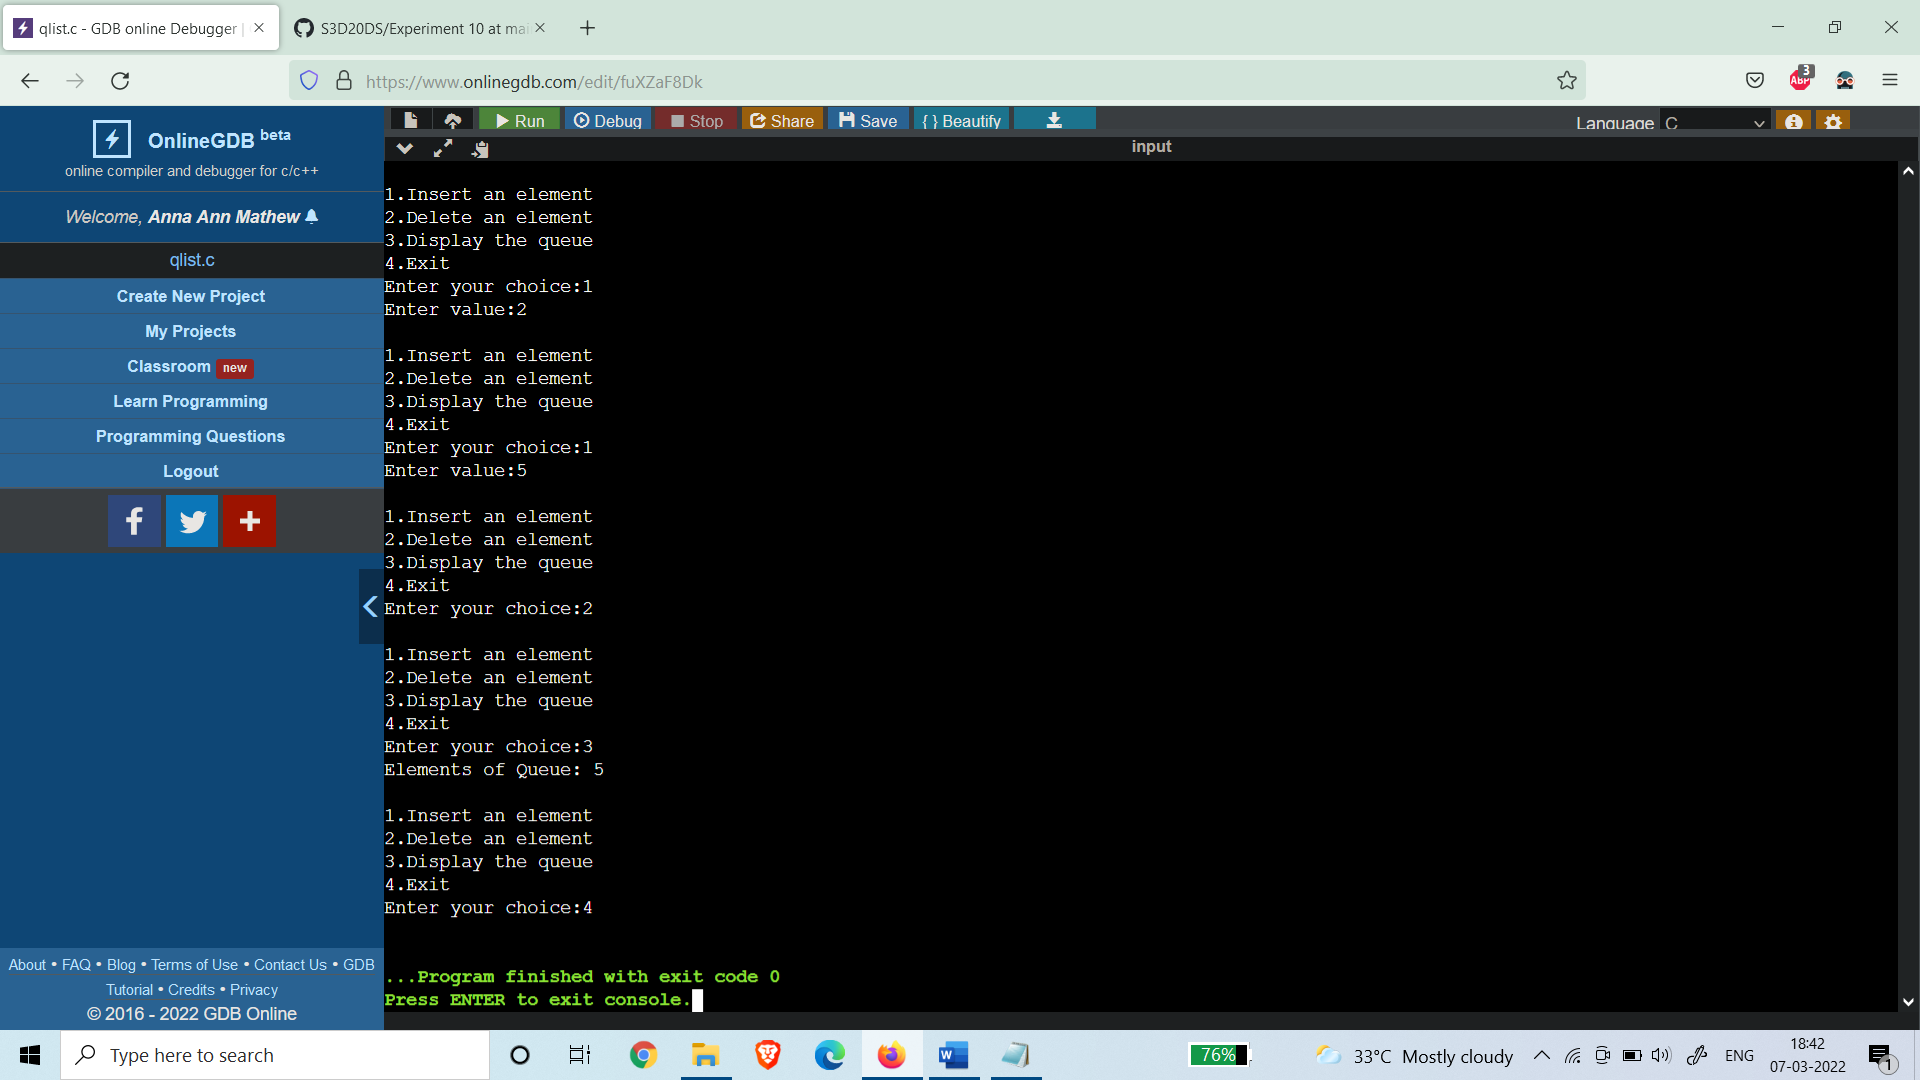 qlist.c - GDB online Debugger |
S3D20DS/Experiment 10 at mai
https://www.onlinegdb.com/edit/fuXZaF8Dk
ABP
3
OnlineGDB beta
online compiler and debugger for c/c++
Welcome, Anna Ann Mathew
qlist.c
Create New Project
My Projects
Classroom new
Learn Programming
Programming Questions
Logout
About • FAQ • Blog • Terms of Use • Contact Us • GDB
Tutorial • Credits • Privacy
© 2016 - 2022 GDB Online
Run Debug Stop Share Save { } Beautify
Language C
input
1.Insert an element
2.Delete an element
3.Display the queue
4.Exit
Enter your choice:1
Enter value:2
1.Insert an element
2.Delete an element
3.Display the queue
4.Exit
Enter your choice:1
Enter value:5
1.Insert an element
2.Delete an element
3.Display the queue
4.Exit
Enter your choice:2
1.Insert an element
2.Delete an element
3.Display the queue
4.Exit
Enter your choice:3
Elements of Queue: 5
1.Insert an element
2.Delete an element
3.Display the queue
4.Exit
Enter your choice:4
...Program finished with exit code 0
Press ENTER to exit console.
Type here to search
76%
33°C Mostly cloudy
ENG
18:42
07-03-2022
1